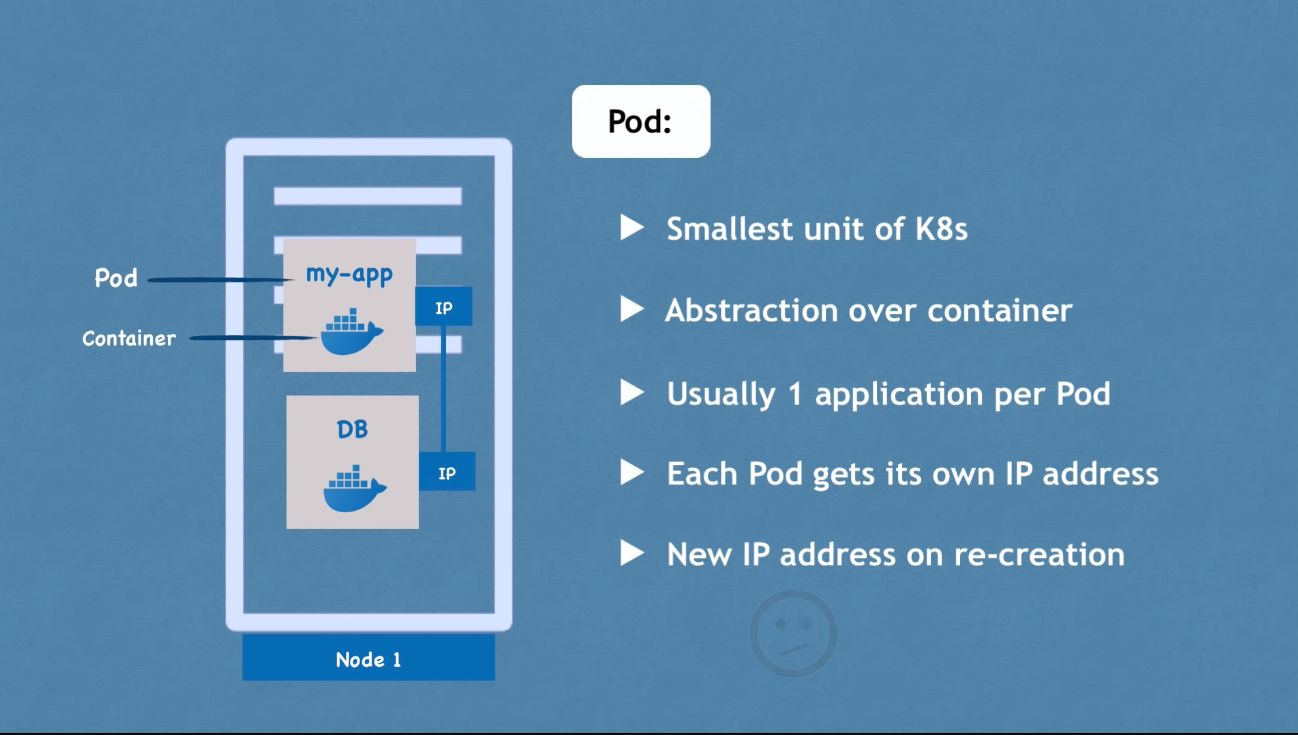 Pod:
Smallest unit of K8s
Abstraction over container
Usually 1 application per Pod
Each Pod gets its own IP address
New IP address on re-creation
Pod
my-app
IP
Container
DB
IP
Node 1